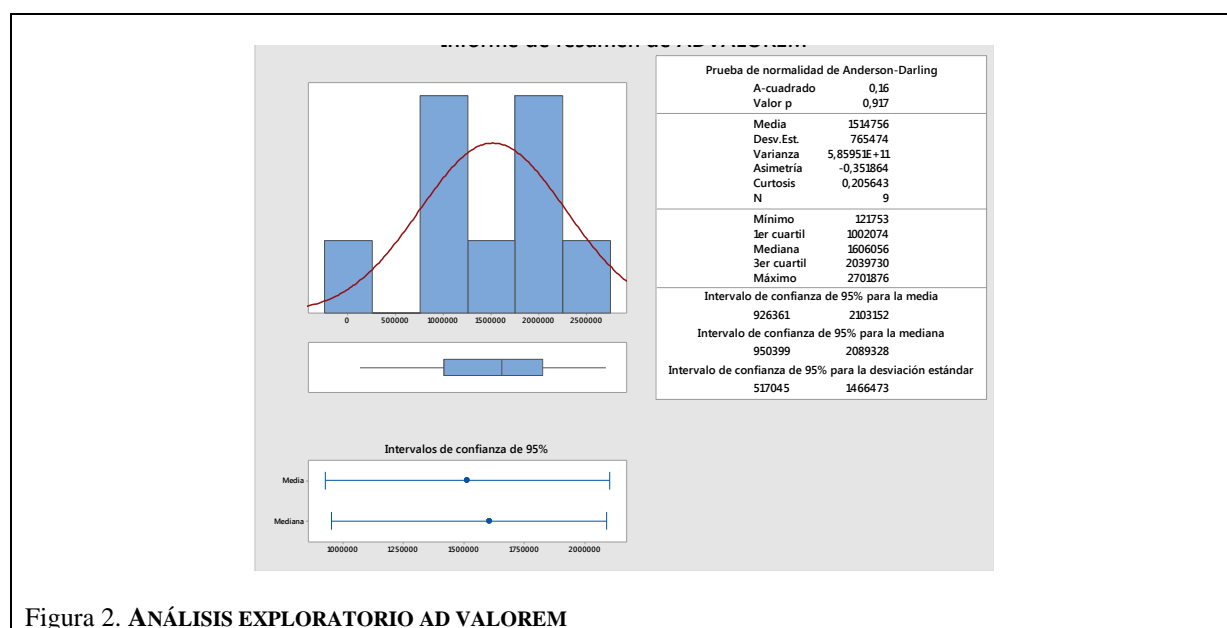 Informe de resumen de ADVALOREM
Prueba de normalidad de Anderson-Darling
A-cuadrado 0,16
Valor p 0,917
Media 1514756
Desv.Est. 765474
Varianza 5,85951E+11
Asimetría -0,351864
Curtosis 0,205643
N 9
Mínimo 121753
1er cuartil 1002074
Mediana 1606056
3er cuartil 2039730
Máximo 2701876
Intervalo de confianza de 95% para la media
926361 2103152
Intervalo de confianza de 95% para la mediana
950399 2089328
Intervalo de confianza de 95% para la desviación estándar
517045 1466473
0 500000 1000000 1500000 2000000 2500000
Intervalos de confianza de 95%
Media
Mediana
1000000 1250000 1500000 1750000 2000000
Figura 2. ANÁLISIS EXPLORATORIO AD VALOREM